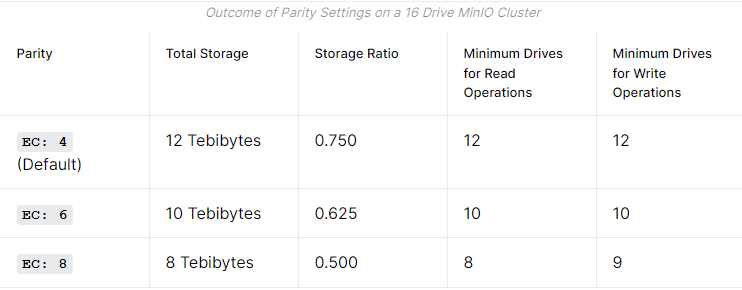 Outcome of Parity Settings on a 16 Drive MinIO Cluster
Parity Total Storage Storage Ratio Minimum Drives for Read Operations Minimum Drives for Write Operations
EC: 4 (Default) 12 Tebibytes 0.750 12 12
EC: 6 10 Tebibytes 0.625 10 10
EC: 8 8 Tebibytes 0.500 8 9